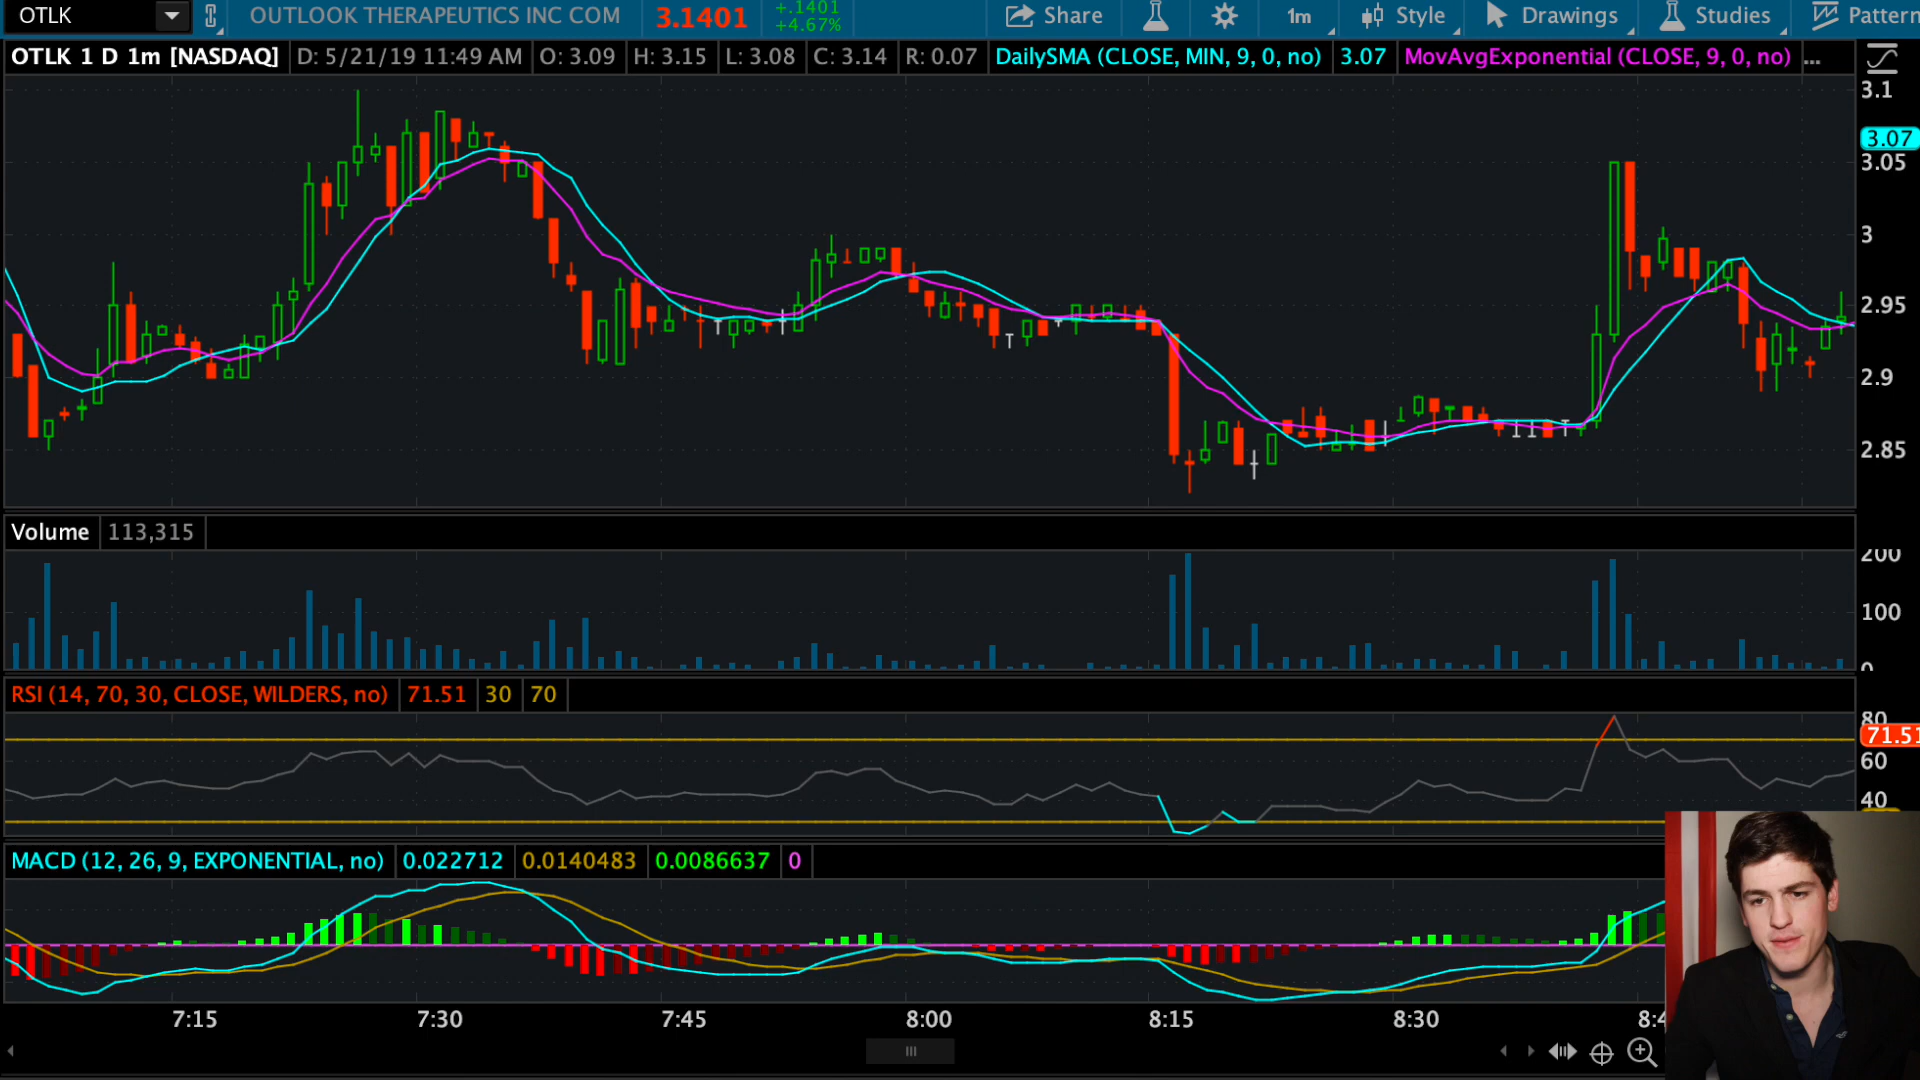 OTLK OUTLOOK THERAPEUTICS INC COM 3.1401 +.1401 +4.67% Share 1m Style Drawings Studies Pattern
OTLK 1 D 1m [NASDAQ] D: 5/21/19 11:49 AM O: 3.09 H: 3.15 L: 3.08 C: 3.14 R: 0.07 DailySMA (CLOSE, MIN, 9, 0, no) 3.07 MovAvgExponential (CLOSE, 9, 0, no) ...
3.1
3.07
3.05
3
2.95
2.9
2.85
Volume 113,315
200
100
0
RSI (14, 70, 30, CLOSE, WILDERS, no) 71.51 30 70
80
71.51
60
40
MACD (12, 26, 9, EXPONENTIAL, no) 0.022712 0.0140483 0.0086637 0
7:15 7:30 7:45 8:00 8:15 8:30 8:4